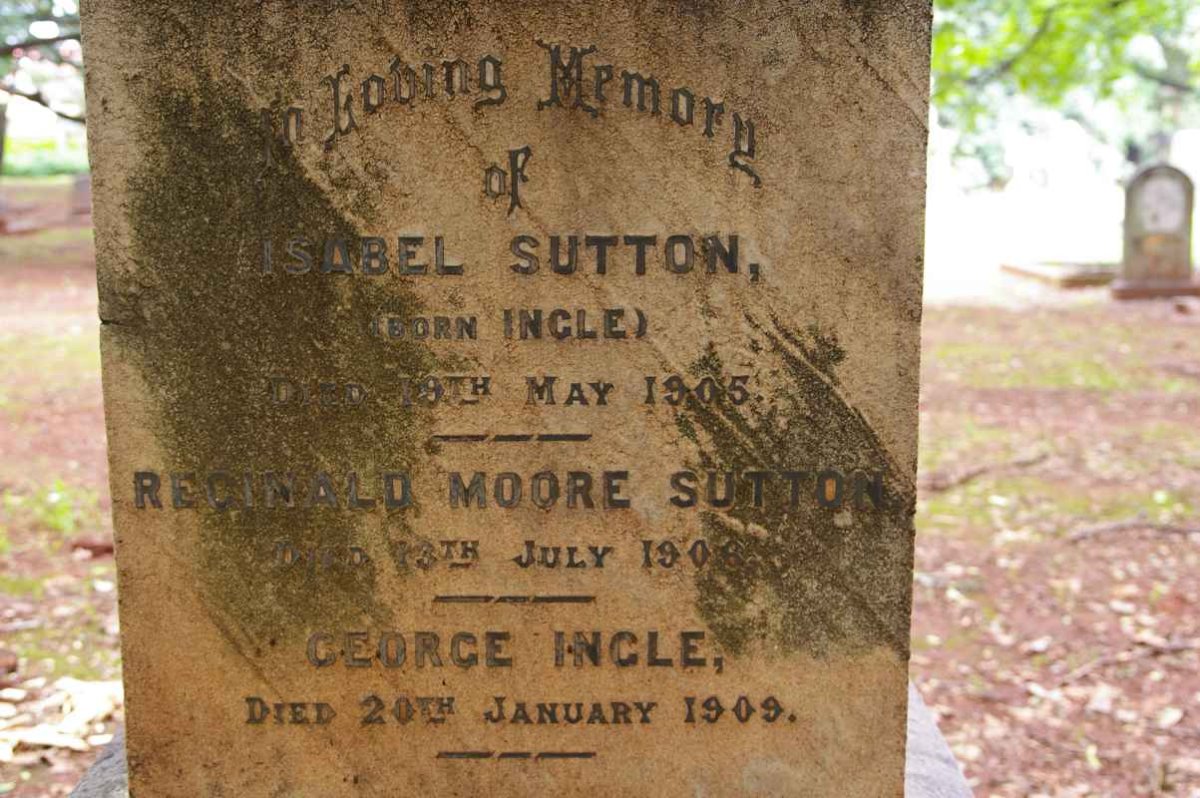 In Loving Memory
of
ISABEL SUTTON,
(BORN INGLE)
DIED 19TH MAY 1905.
REGINALD MOORE SUTTON,
DIED 13TH JULY 1908.
GEORGE INGLE,
DIED 20TH JANUARY 1909.